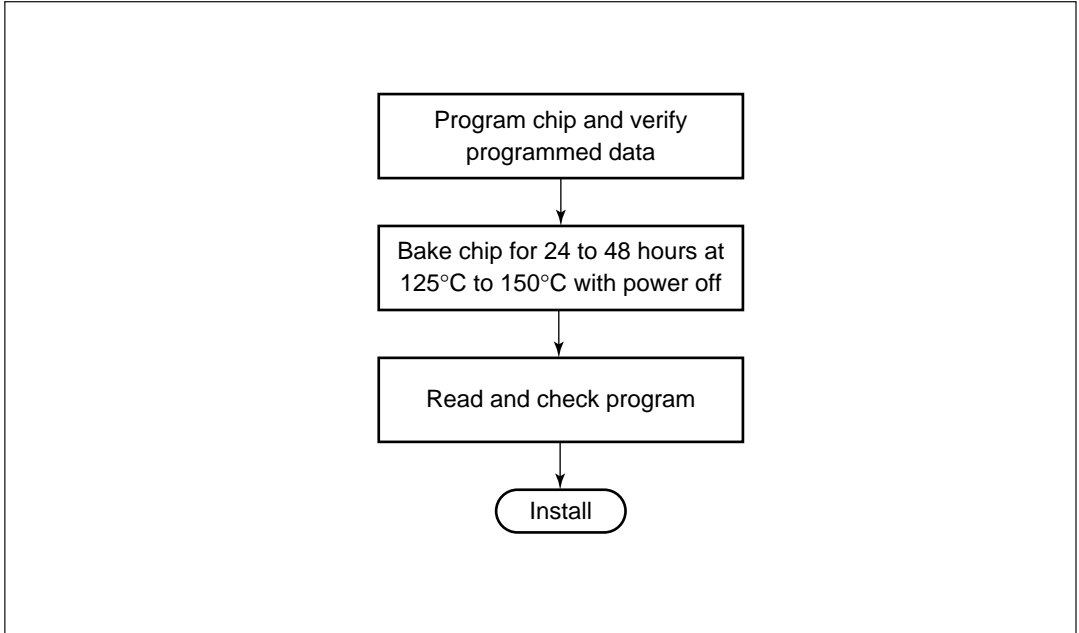 Program chip and verify
programmed data
Bake chip for 24 to 48 hours at
125°C to 150°C with power off
Read and check program
Install